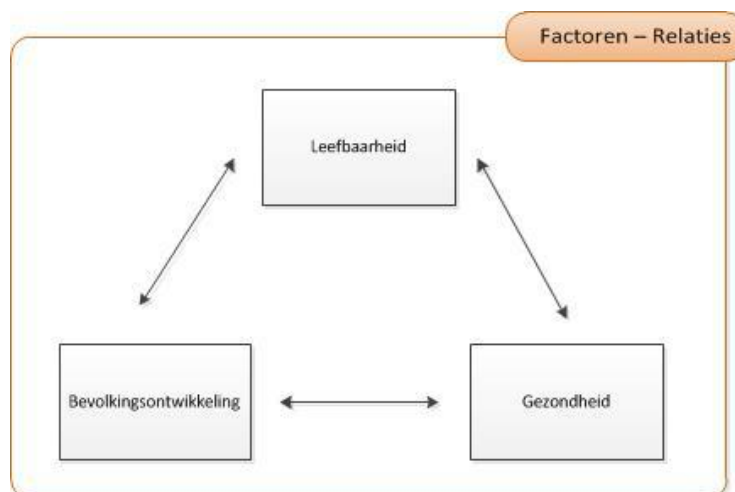 Factoren – Relaties
Leefbaarheid
Bevolkingsontwikkeling
Gezondheid